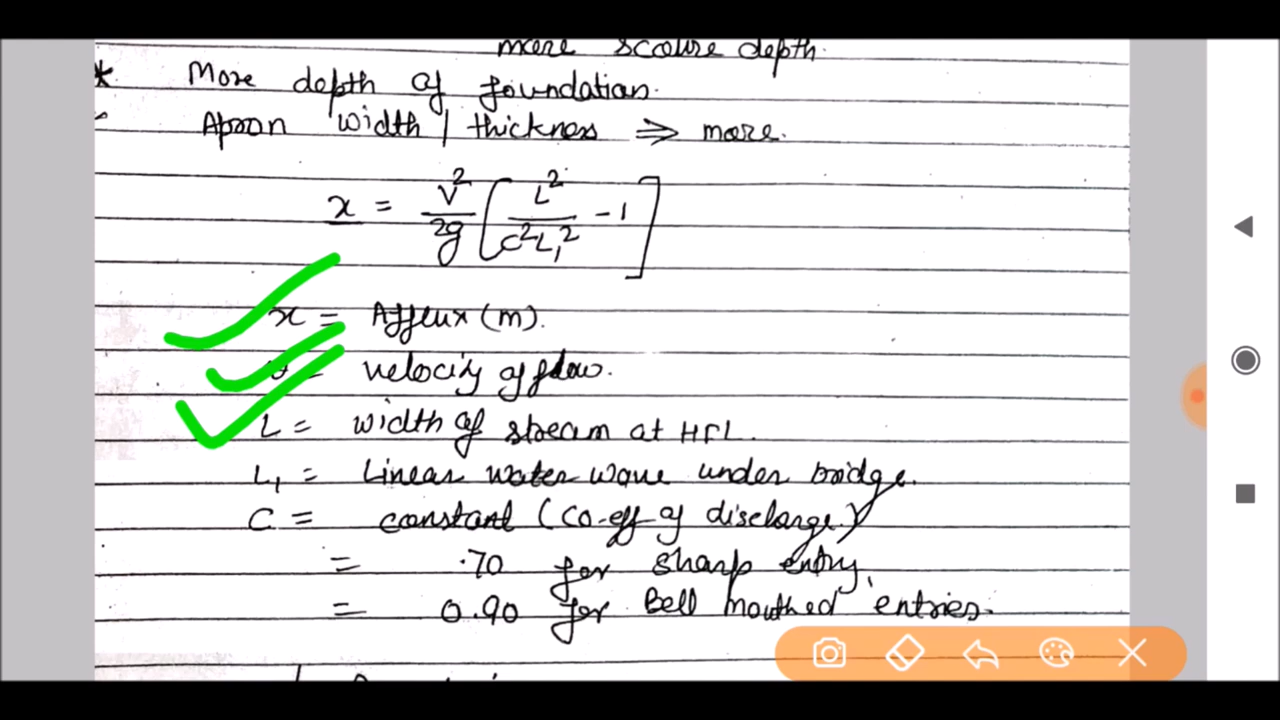 more scoure depth.
* More depth of foundation.
Apron width / thickness ⇒ more.
x = V²/2g [L²/C²L₁² - 1]
x = Afflux (m).
v = velocity of flow.
L = width of stream at HFL.
L₁ = Linear water wave under bridge.
C = constant (co-eff of discharge)
= .70 for sharp entry,
= 0.90 for Bell mouthed entries.